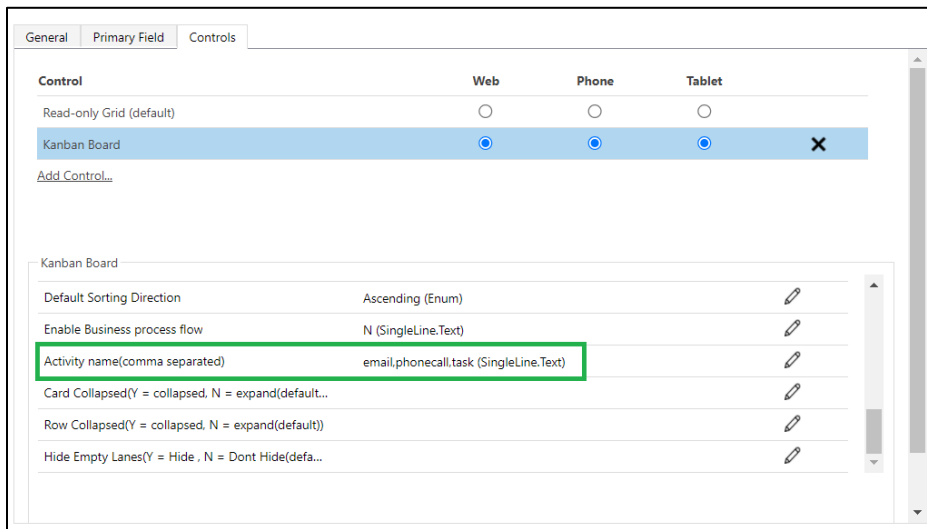 General Primary Field Controls
Control Web Phone Tablet
Read-only Grid (default)
Kanban Board
Add Control...
Kanban Board
Default Sorting Direction Ascending (Enum)
Enable Business process flow N (SingleLine.Text)
Activity name(comma separated) email,phonecall,task (SingleLine.Text)
Card Collapsed(Y = collapsed, N = expand(default...
Row Collapsed(Y = collapsed, N = expand(default))
Hide Empty Lanes(Y = Hide , N = Dont Hide(defa...